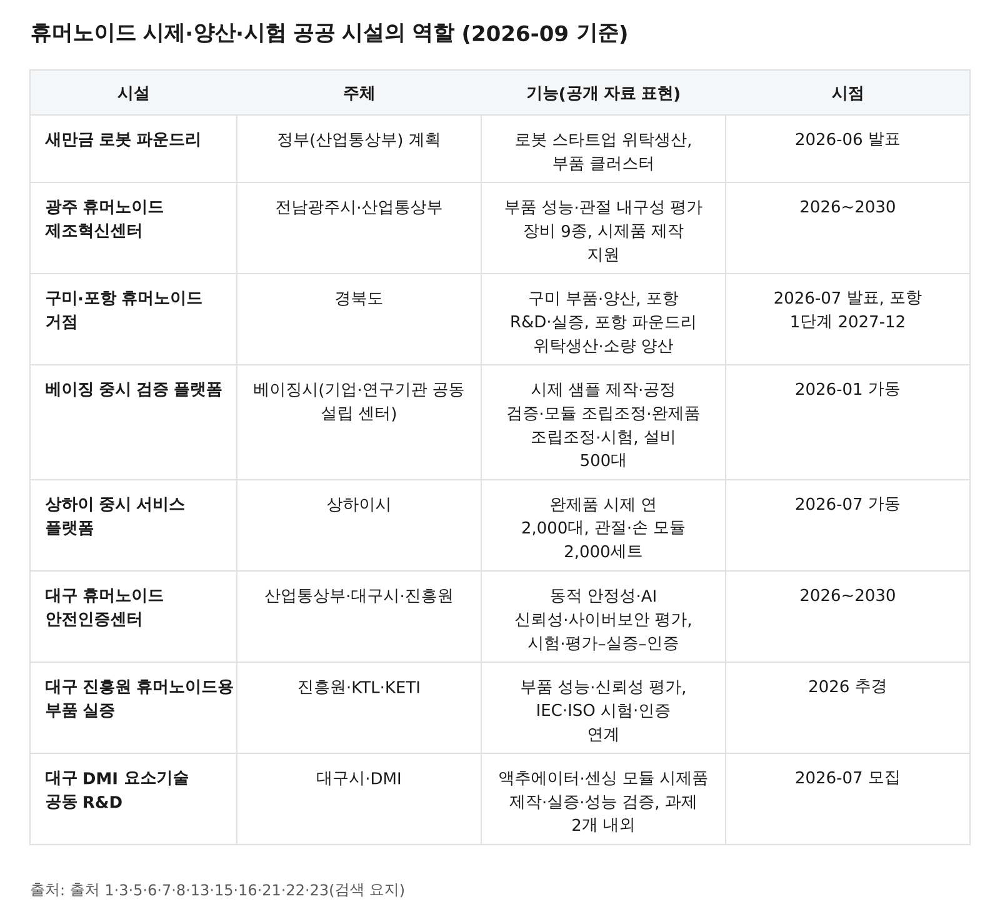 휴머노이드 시제·양산·시험 공공 시설의 역할 (2026-09 기준)
시설
주체
기능(공개 자료 표현)
시점
새만금 로봇 파운드리
정부(산업통상부) 계획
로봇 스타트업 위탁생산,
부품 클러스터
2026-06 발표
광주 휴머노이드
제조혁신센터
전남광주시·산업통상부
부품 성능·관절 내구성 평가
장비 9종, 시제품 제작
지원
2026~2030
구미·포항 휴머노이드
거점
경북도
구미 부품·양산, 포항
R&D·실증, 포항 파운드리
위탁생산·소량 양산
2026-07 발표, 포항
1단계 2027-12
베이징 중시 검증 플랫폼
베이징시(기업·연구기관 공동
설립 센터)
시제 샘플 제작·공정
검증·모듈 조립조정·완제품
조립조정·시험, 설비
500대
2026-01 가동
상하이 중시 서비스
플랫폼
상하이시
완제품 시제 연
2,000대, 관절·손 모듈
2,000세트
2026-07 가동
대구 휴머노이드
안전인증센터
산업통상부·대구시·진흥원
동적 안정성·AI
신뢰성·사이버보안 평가,
시험·평가–실증–인증
2026~2030
대구 진흥원 휴머노이드용
부품 실증
진흥원·KTL·KETI
부품 성능·신뢰성 평가,
IEC·ISO 시험·인증
연계
2026 추경
대구 DMI 요소기술
공동 R&D
대구시·DMI
액추에이터·센싱 모듈 시제품
제작·실증·성능 검증, 과제
2개 내외
2026-07 모집
출처: 출처 1·3·5·6·7·8·13·15·16·21·22·23(검색 요지)